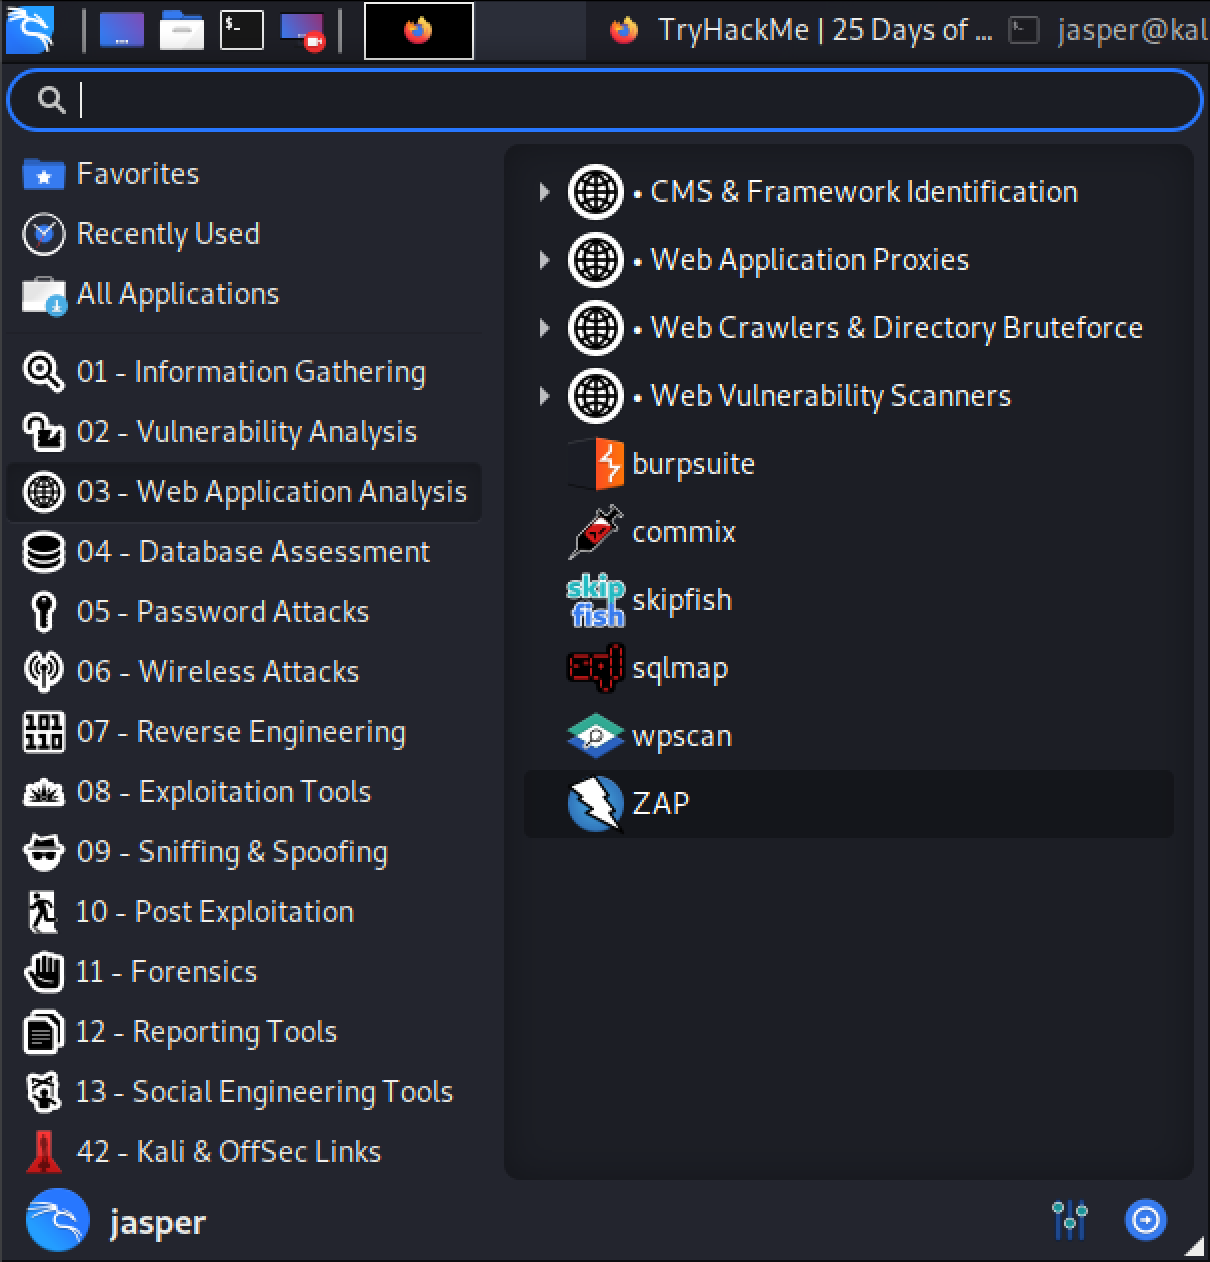 TryHackMe | 25 Days of ...
jasper@kal
Favorites
Recently Used
All Applications
01 - Information Gathering
02 - Vulnerability Analysis
03 - Web Application Analysis
04 - Database Assessment
05 - Password Attacks
06 - Wireless Attacks
07 - Reverse Engineering
08 - Exploitation Tools
09 - Sniffing & Spoofing
10 - Post Exploitation
11 - Forensics
12 - Reporting Tools
13 - Social Engineering Tools
42 - Kali & OffSec Links
• CMS & Framework Identification
• Web Application Proxies
• Web Crawlers & Directory Bruteforce
• Web Vulnerability Scanners
burpsuite
commix
skip
fish
skipfish
sqlmap
wpscan
ZAP
jasper